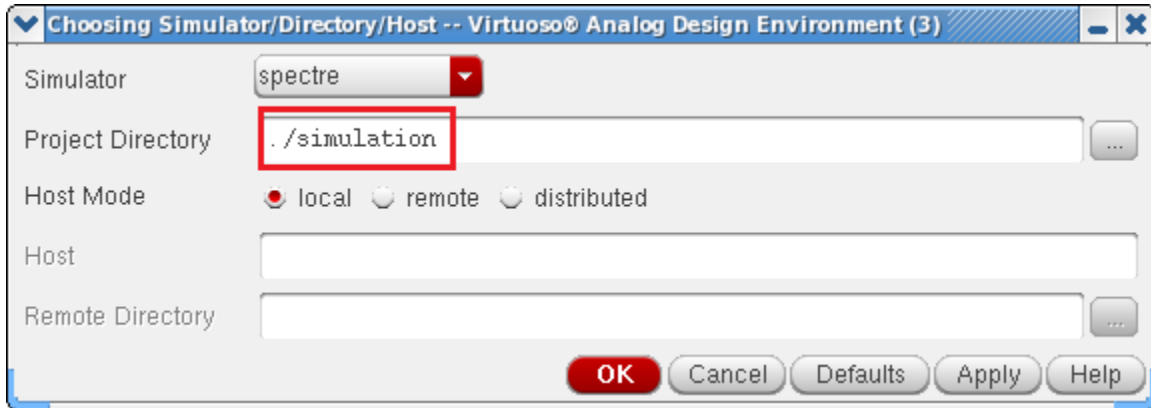 Choosing Simulator/Directory/Host -- Virtuoso® Analog Design Environment (3)
Simulator spectre
Project Directory ./simulation ...
Host Mode local remote distributed
Host
Remote Directory ...
OK Cancel Defaults Apply Help